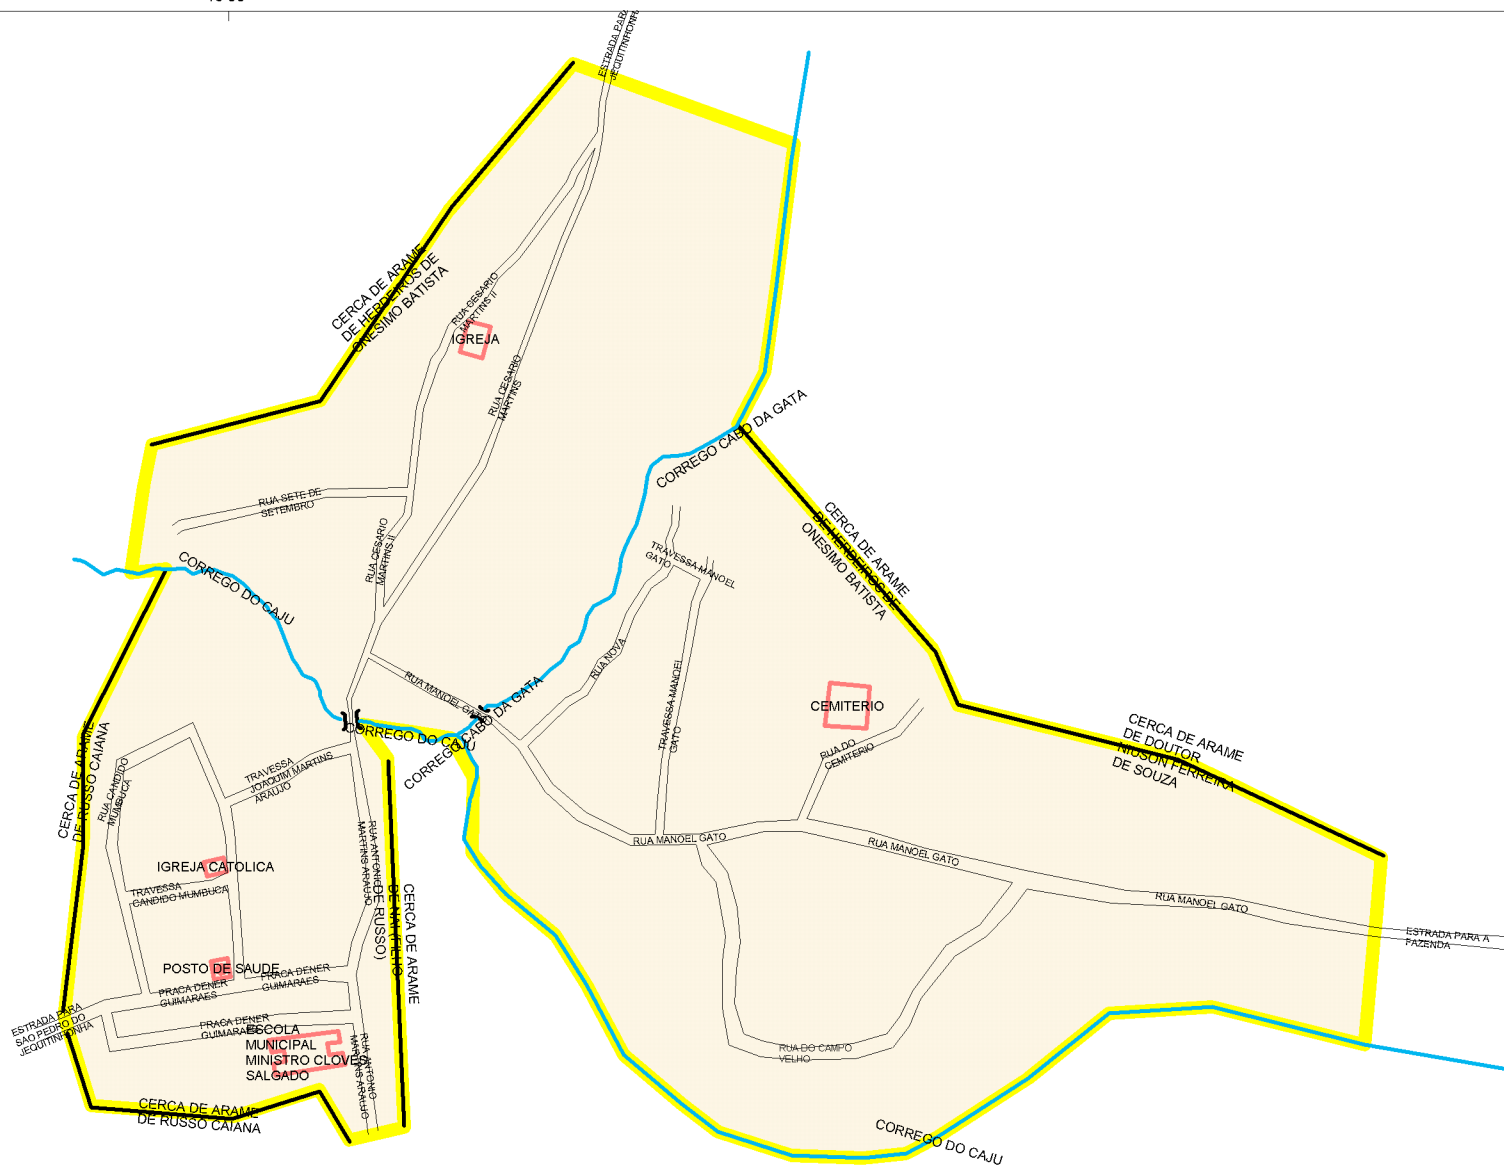 ESTRADA PARA
JEQUITINHONHA
CERCA DE ARAME
DE HERDEIROS DE
ONESIMO BATISTA
RUA CESARIO
MARTINS II
IGREJA
RUA CESARIO
MARTINS
CORREGO CABO DA GATA
RUA SETE DE
SETEMBRO
RUA CESARIO
MARTINS II
CERCA DE ARAME
DE HERDEIROS DE
ONESIMO BATISTA
TRAVESSA MANOEL
GATO
CORREGO DO CAJU
RUA NOVA
RUA MANOEL GATO
TRAVESSA MANOEL
GATO
CORREGO CABO DA GATA
CORREGO DO CAJU
CEMITERIO
RUA DO
CEMITERIO
CERCA DE ARAME
DE DOUTOR
NILSON FERREIRA
DE SOUZA
CERCA DE ARAME
DE RUSSO CAIANA
RUA CANDIDO
MUMBUCA
TRAVESSA
JOAQUIM MARTINS
ARAUJO
RUA ANTONIO
MARTINS ARAUJO
RUA MANOEL GATO
RUA MANOEL GATO
RUA MANOEL GATO
ESTRADA PARA A
FAZENDA
IGREJA CATOLICA
TRAVESSA
CANDIDO MUMBUCA
CERCA DE ARAME
DE NAI (FILHO
DE RUSSO)
POSTO DE SAUDE
PRACA DENER
GUIMARAES
PRACA DENER
GUIMARAES
PRACA DENER
GUIMARAES
ESTRADA PARA
SAO PEDRO DO
JEQUITINHONHA
ESCOLA
MUNICIPAL
MINISTRO CLOVES
SALGADO
RUA ANTONIO
MARTINS ARAUJO
RUA DO CAMPO
VELHO
CERCA DE ARAME
DE RUSSO CAIANA
CORREGO DO CAJU